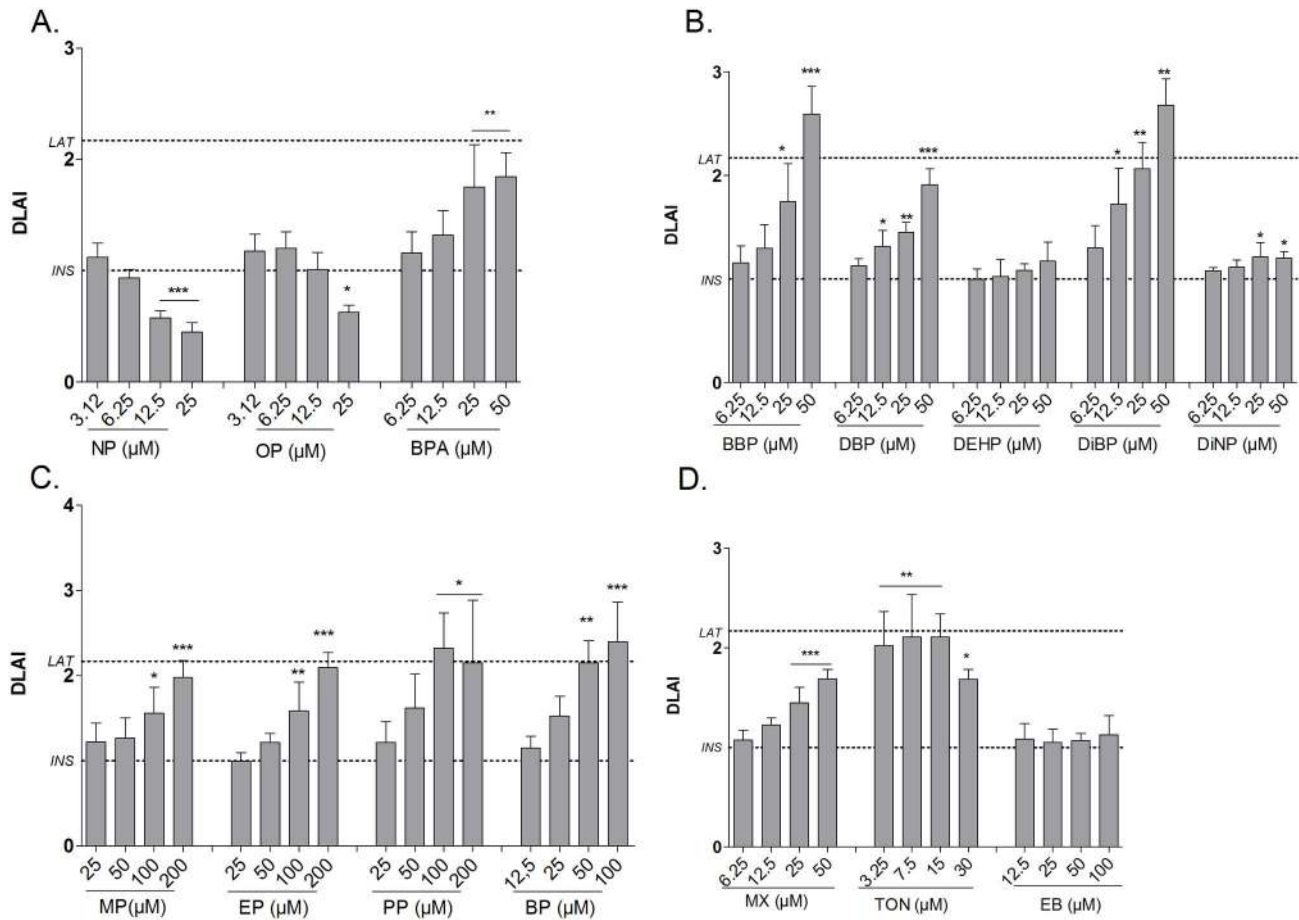 A.
3
**
LAT
2
DLAI
INS
***
*
1
0
3.12 6.25 12.5 25 3.12 6.25 12.5 25 6.25 12.5 25 50
NP (µM) OP (µM) BPA (µM)
B.
3
*** **
* * **
LAT
2
***
DLAI
* **
* *
INS
1
0
6.25 12.5 25 50 6.25 12.5 25 50 6.25 12.5 25 50 6.25 12.5 25 50 6.25 12.5 25 50
BBP (µM) DBP (µM) DEHP (µM) DiBP (µM) DiNP (µM)
C.
4
3
* *** ** *** * ** ***
LAT
2
DLAI
INS
1
0
25 50 100 200 25 50 100 200 25 50 100 200 12,5 25 50 100
MP(µM) EP (µM) PP (µM) BP (µM)
D.
3
**
LAT
2
*** *
DLAI
INS
1
0
6.25 12.5 25 50 3.25 7.5 15 30 12.5 25 50 100
MX (µM) TON (µM) EB (µM)